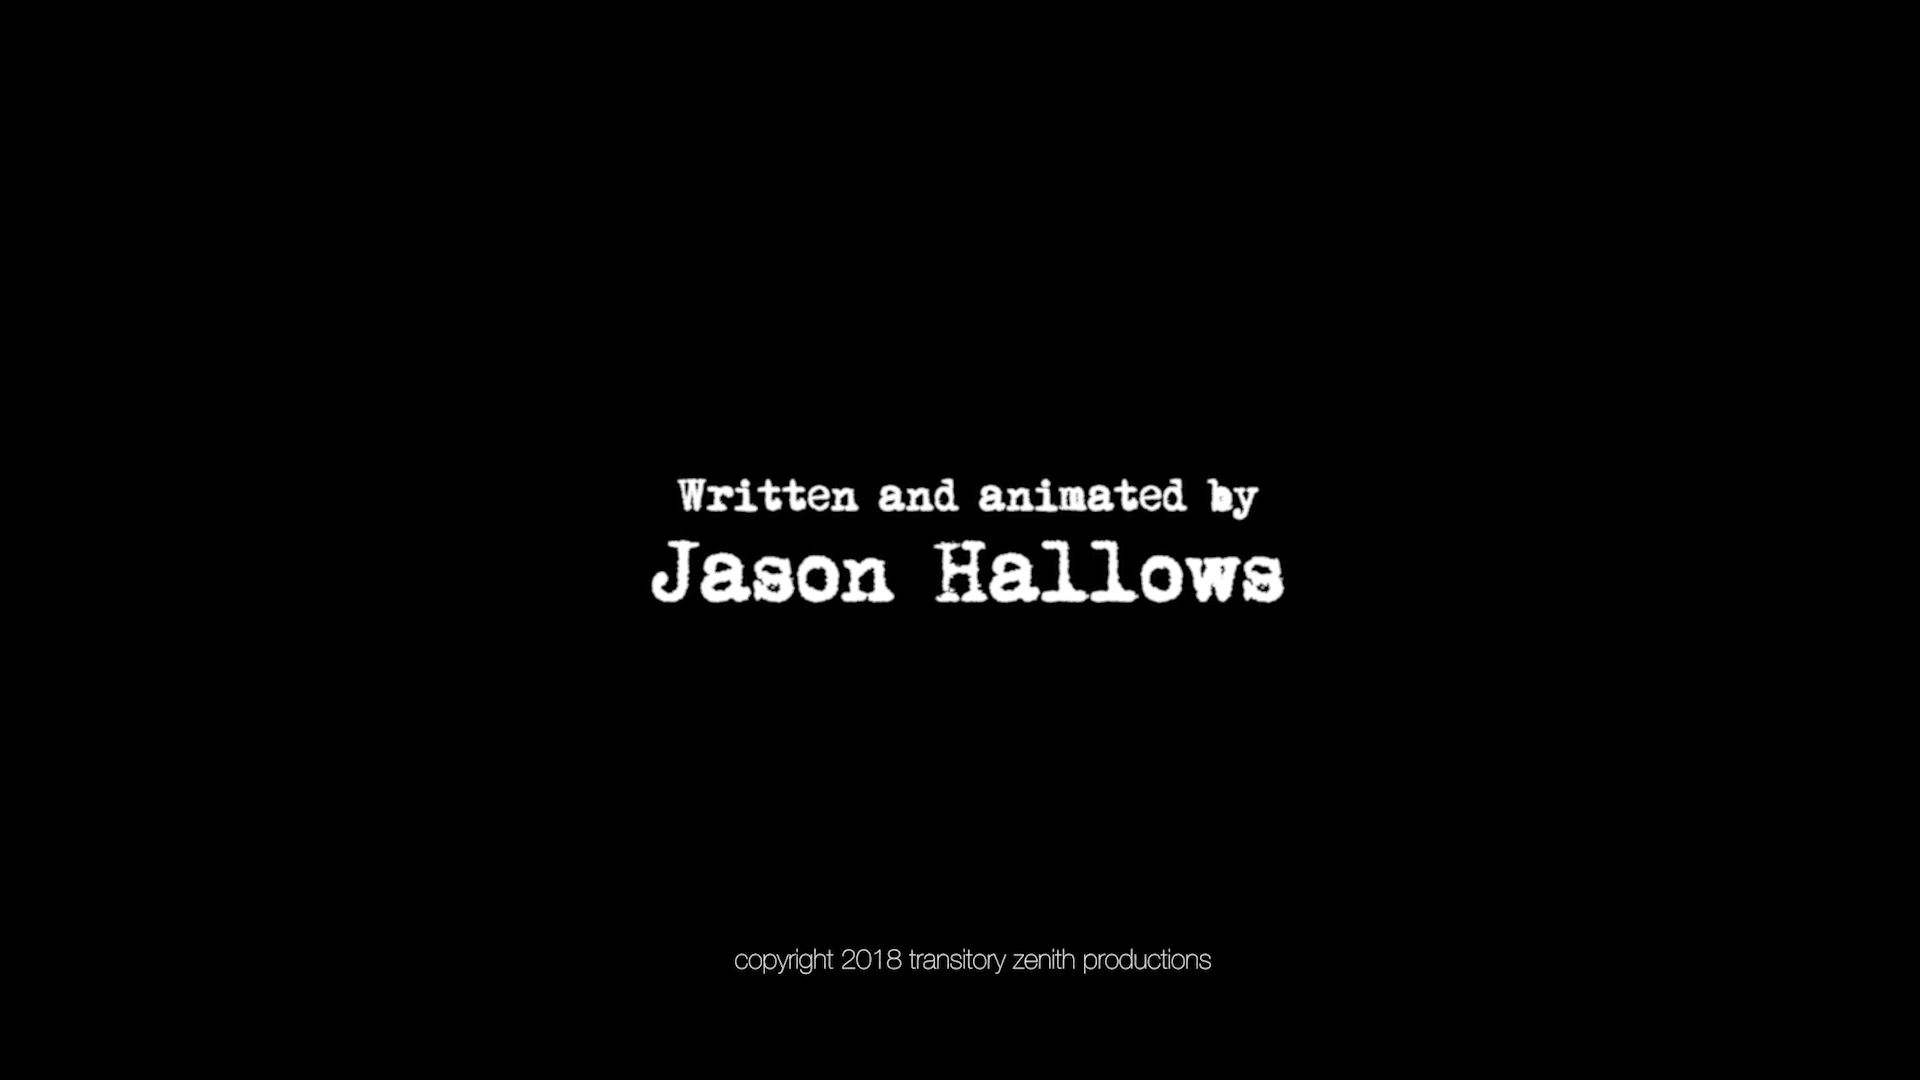 Written and animated by
Jason Hallows
copyright 2018 transitory zenith productions